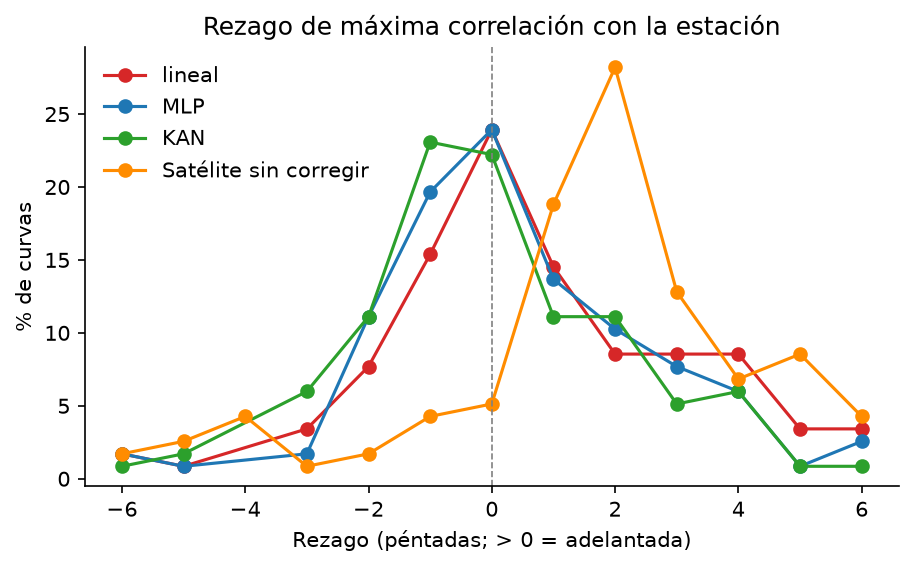 Rezago de máxima correlación con la estación
lineal
MLP
KAN
Satélite sin corregir
% de curvas
25
20
15
10
5
0
−6
−4
−2
0
2
4
6
Rezago (péntadas; > 0 = adelantada)